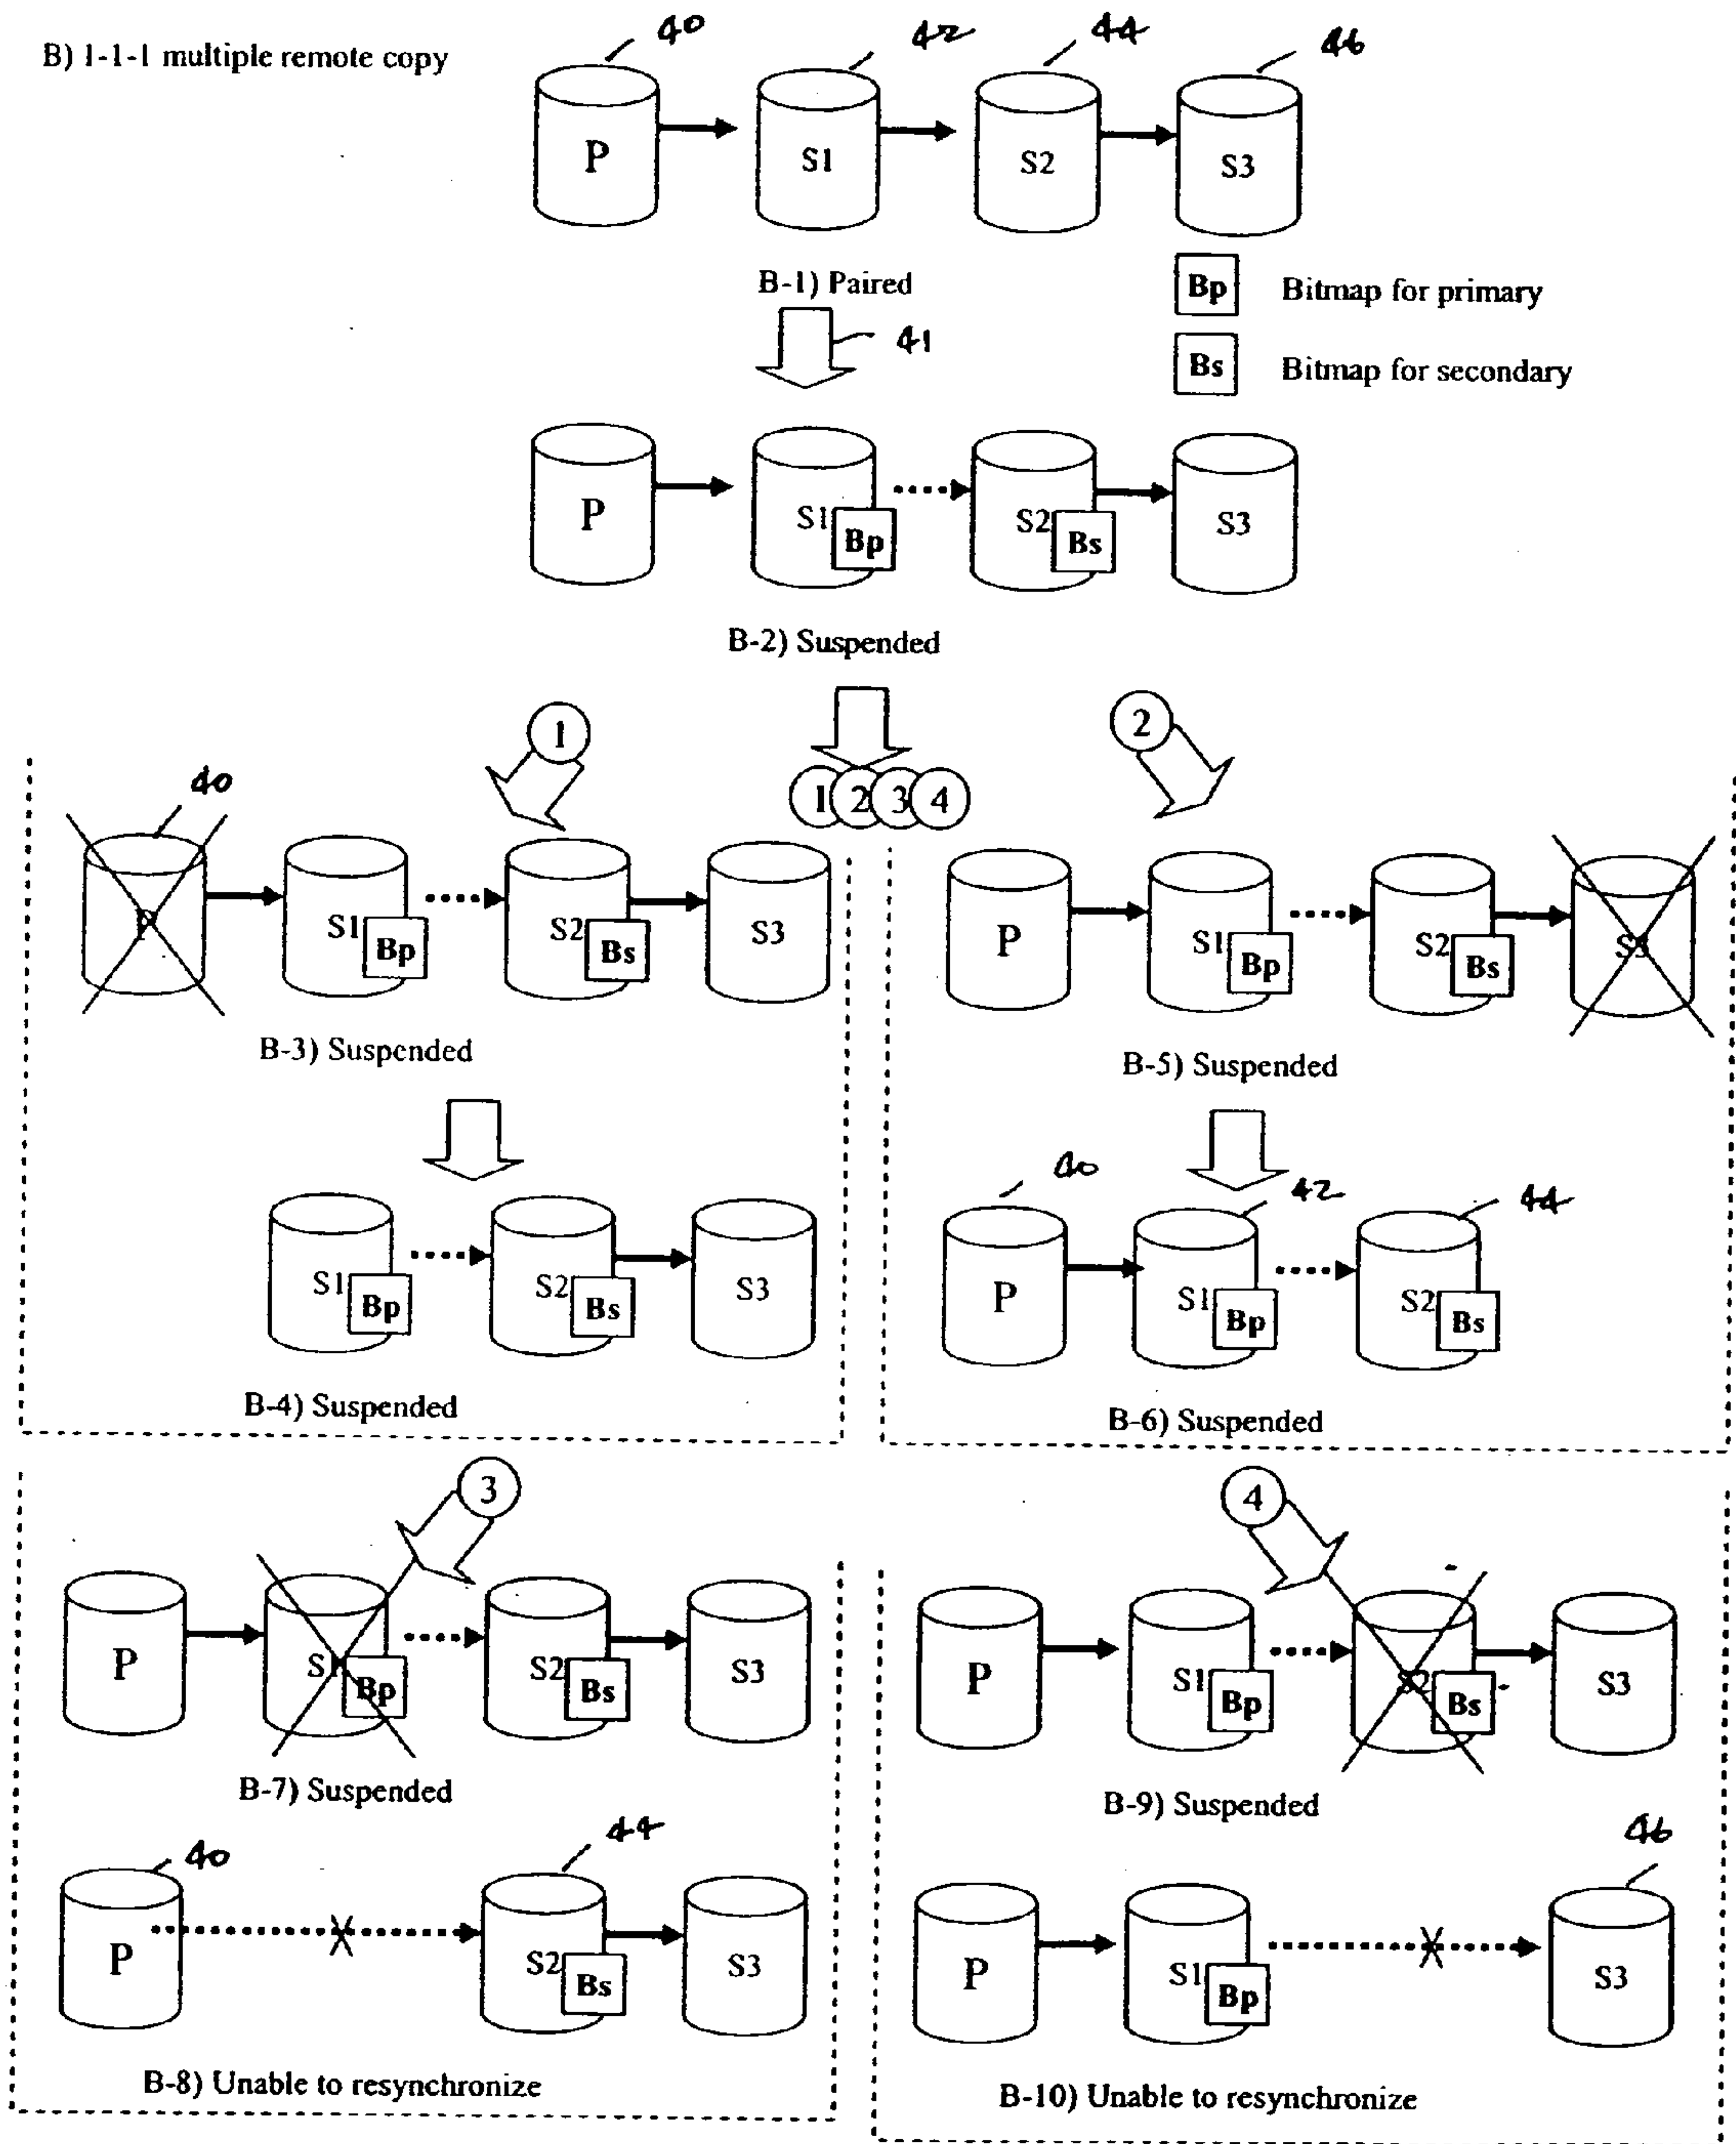 B) 1-1-1 multiple remote copy
40 42 44 46
P S1 S2 S3
B-1) Paired
Bp Bitmap for primary
41
Bs Bitmap for secondary
P S1 Bp S2 Bs S3
B-2) Suspended
1 2
1 2 3 4
40
P S1 Bp S2 Bs S3
P S1 Bp S2 Bs S3
B-3) Suspended
B-5) Suspended
40 42 44
S1 Bp S2 Bs S3
P S1 Bp S2 Bs
B-4) Suspended
B-6) Suspended
3 4
P S1 Bp S2 Bs S3
P S1 Bp S2 Bs S3
B-7) Suspended
B-9) Suspended
40 44 46
P S2 Bs S3
P S1 Bp S3
B-8) Unable to resynchronize
B-10) Unable to resynchronize